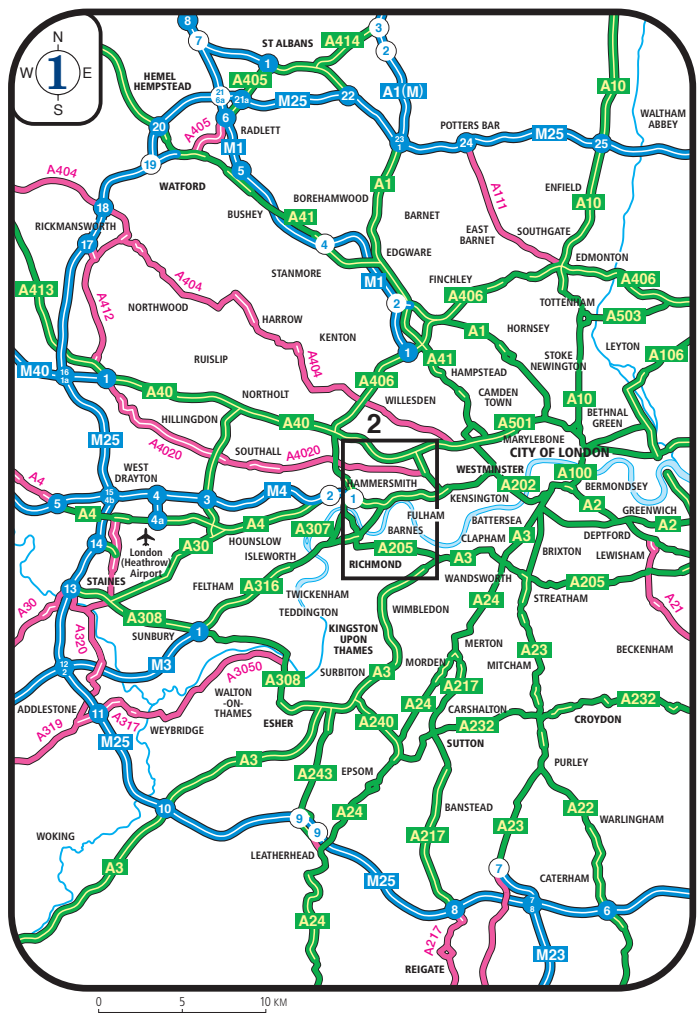 N
W 1 E
S
8
7
ST ALBANS
A414
3
2
1
HEMEL
HEMPSTEAD
A405
21
6a
21a
M25
22
A1(M)
A10
WALTHAM
ABBEY
6
RADLETT
20
A405
M1
23
1
POTTERS BAR
24
M25
25
19
5
A404
WATFORD
A1
A111
ENFIELD
18
BUSHEY
BOREHAMWOOD
A41
BARNET
A10
RICKMANSWORTH
17
4
EAST
BARNET
SOUTHGATE
EDGWARE
EDMONTON
A413
A404
STANMORE
M1
FINCHLEY
A406
A406
A412
NORTHWOOD
2
TOTTENHAM
A503
HARROW
A1
HORNSEY
KENTON
LEYTON
A106
RUISLIP
A404
1
A41
STOKE
NEWINGTON
M40
16
1a
1
A406
HAMPSTEAD
A40
NORTHOLT
WILLESDEN
CAMDEN
TOWN
A10
BETHNAL
GREEN
HILLINGDON
A40
2
A501
M25
A4020
SOUTHALL
A4020
MARYLEBONE
CITY OF LONDON
WEST
DRAYTON
HAMMERSMITH
WESTMINSTER
A100
A4
5
15
4b
4
3
M4
2
1
KENSINGTON
A202
BERMONDSEY
A2
GREENWICH
A4
1
4a
A4
A307
FULHAM
BATTERSEA
A2
14
London
(Heathrow)
Airport
A30
HOUNSLOW
BARNES
CLAPHAM
A3
DEPTFORD
ISLEWORTH
A205
A3
BRIXTON
LEWISHAM
13
STAINES
RICHMOND
FELTHAM
A316
WANDSWORTH
A205
A30
TWICKENHAM
A24
STREATHAM
A21
A308
TEDDINGTON
WIMBLEDON
SUNBURY
1
KINGSTON
UPON
THAMES
A320
MERTON
A23
BECKENHAM
12
2
M3
A3050
MORDEN
MITCHAM
A308
SURBITON
A3
A217
ADDLESTONE
WALTON
-ON-
THAMES
A24
CARSHALTON
A232
11
A317
ESHER
A240
A232
CROYDON
A319
WEYBRIDGE
SUTTON
M25
A3
A243
EPSOM
PURLEY
10
9
A24
BANSTEAD
A22
9
A217
A23
WARLINGHAM
WOKING
LEATHERHEAD
A3
7
CATERHAM
M25
8
7
8
6
A24
A217
M23
REIGATE
0 5 10 KM